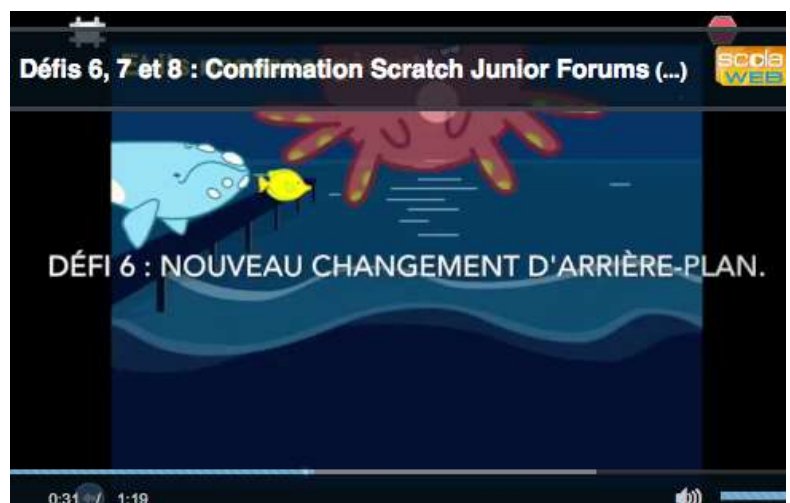 Défis 6, 7 et 8 : Confirmation Scratch Junior Forums (...)
SCOLA
WEB
DÉFI 6 : NOUVEAU CHANGEMENT D'ARRIÈRE-PLAN.
0:31 / 1:19